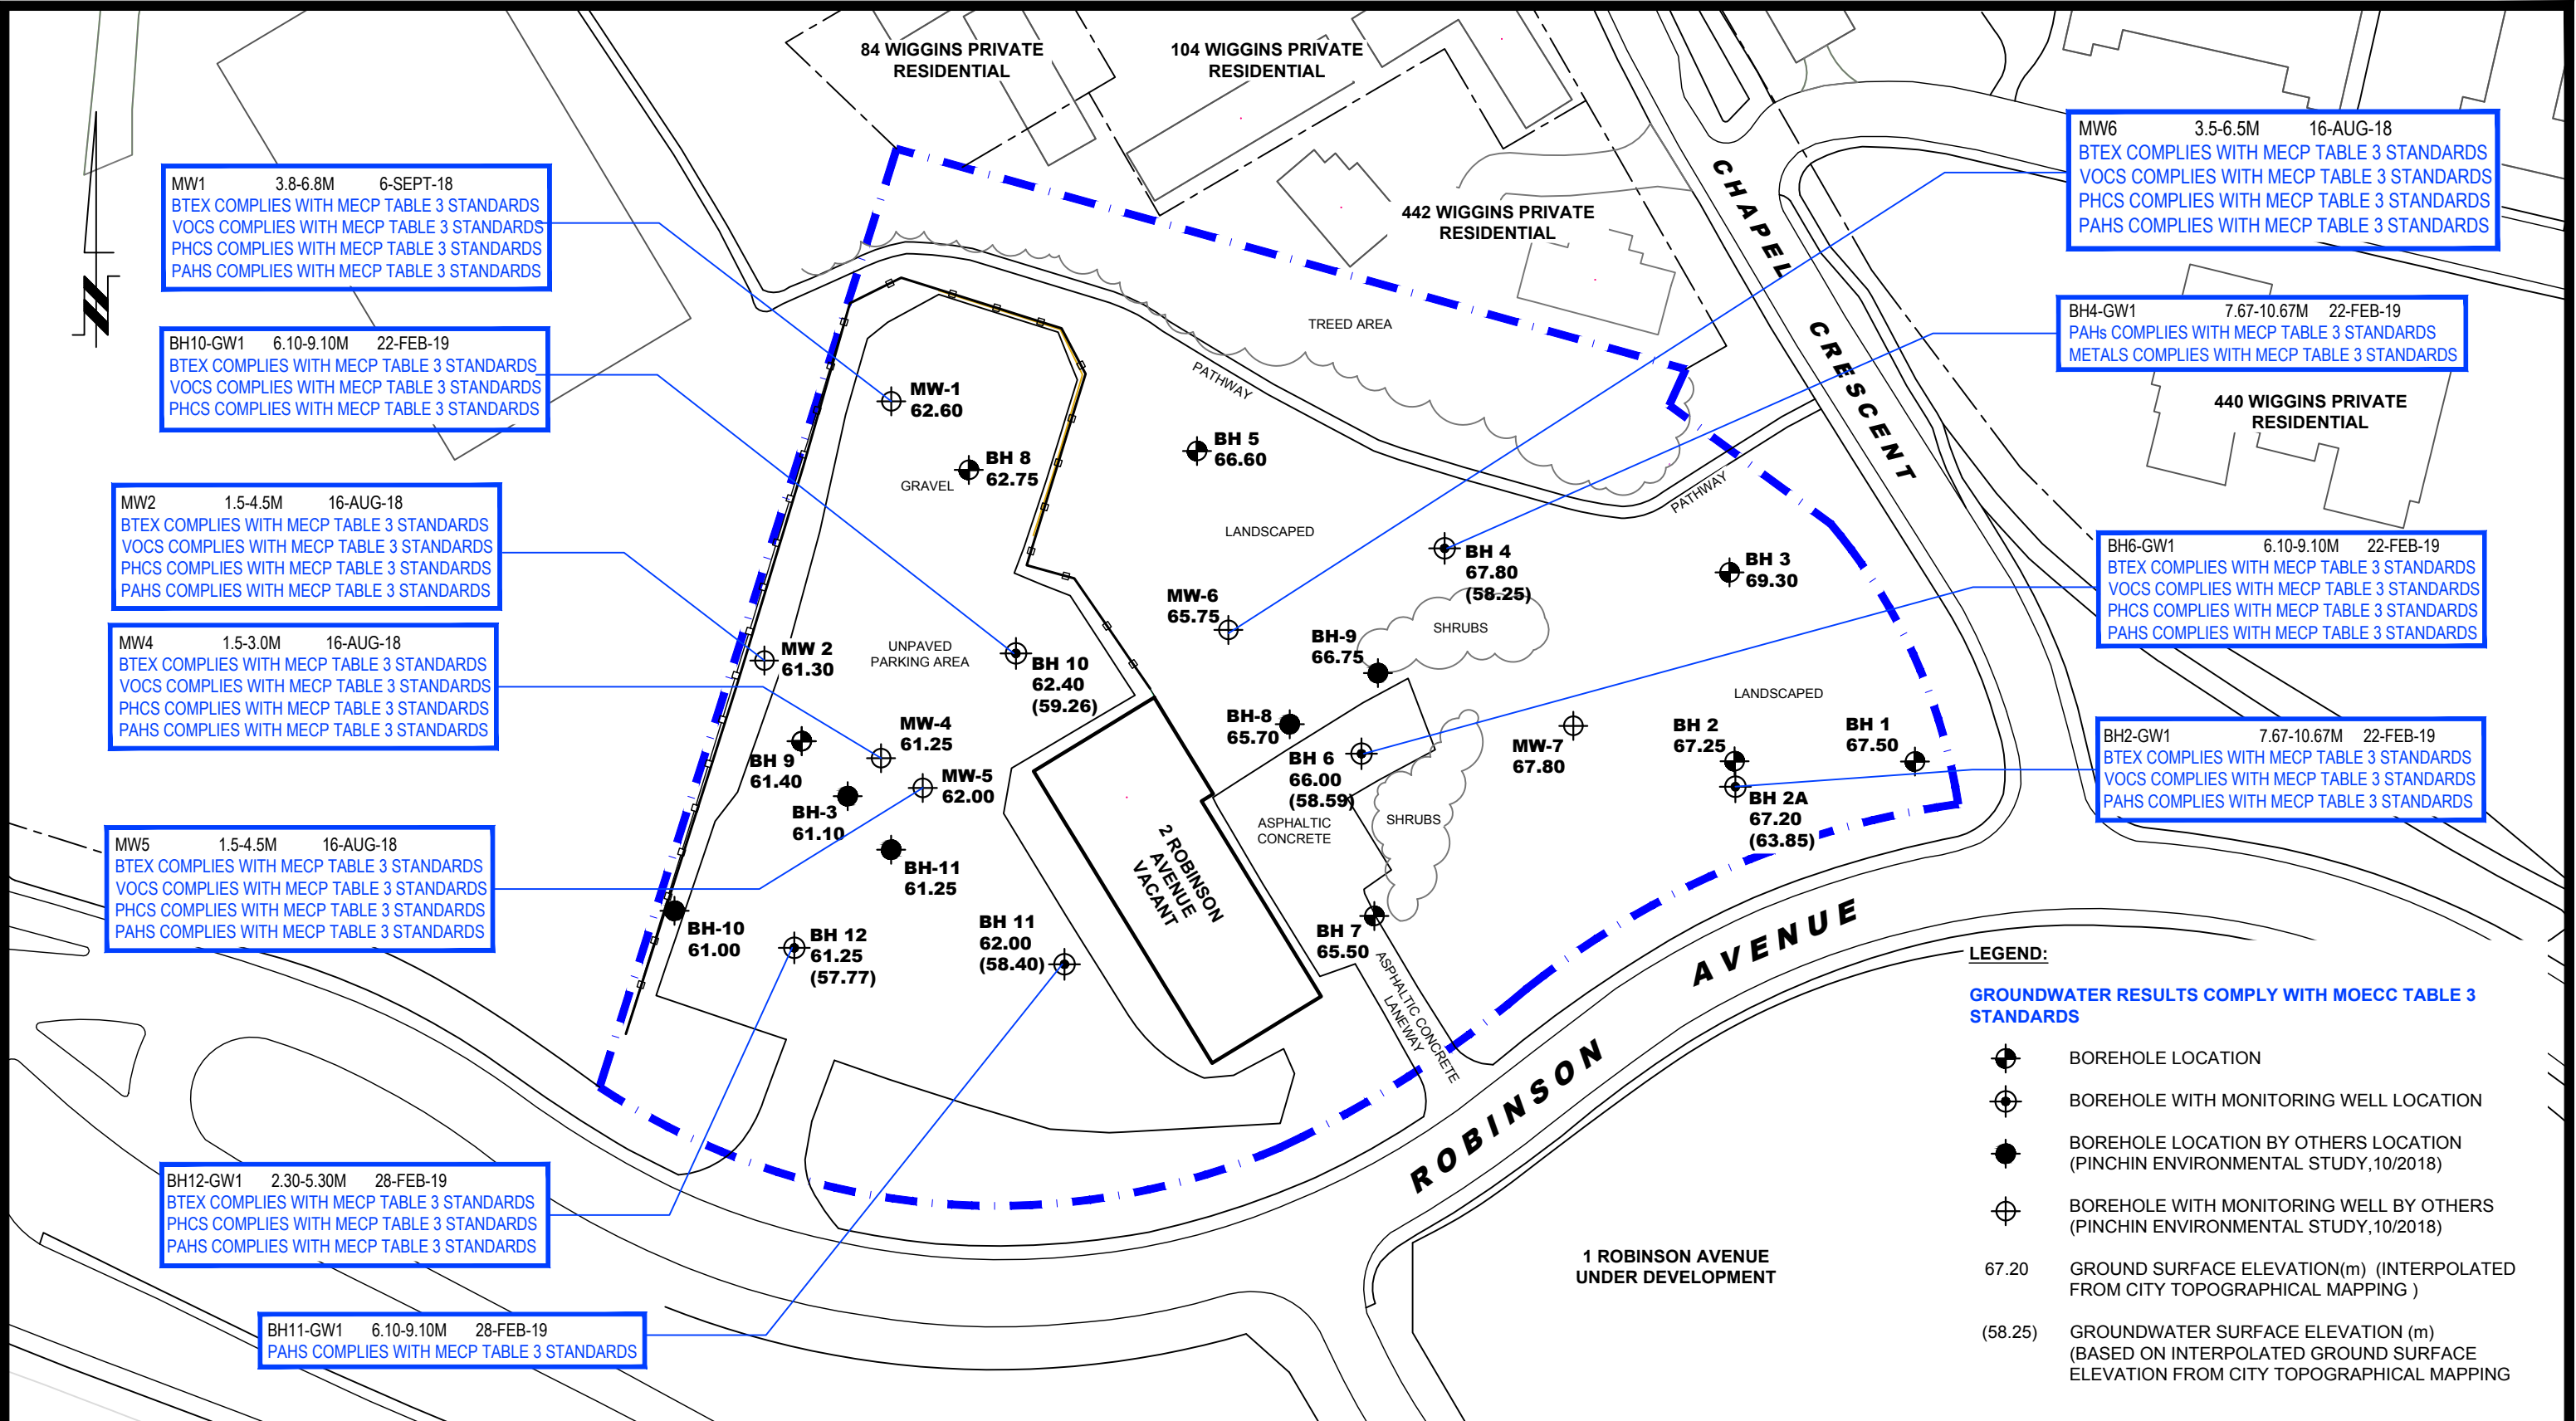 84 WIGGINS PRIVATE
RESIDENTIAL
104 WIGGINS PRIVATE
RESIDENTIAL
442 WIGGINS PRIVATE
RESIDENTIAL
440 WIGGINS PRIVATE
RESIDENTIAL
CHAPEL CRESCENT
MW1 3.8-6.8M 6-SEPT-18
BTEX COMPLIES WITH MECP TABLE 3 STANDARDS
VOCS COMPLIES WITH MECP TABLE 3 STANDARDS
PHCS COMPLIES WITH MECP TABLE 3 STANDARDS
PAHS COMPLIES WITH MECP TABLE 3 STANDARDS
BH10-GW1 6.10-9.10M 22-FEB-19
BTEX COMPLIES WITH MECP TABLE 3 STANDARDS
VOCS COMPLIES WITH MECP TABLE 3 STANDARDS
PHCS COMPLIES WITH MECP TABLE 3 STANDARDS
MW2 1.5-4.5M 16-AUG-18
BTEX COMPLIES WITH MECP TABLE 3 STANDARDS
VOCS COMPLIES WITH MECP TABLE 3 STANDARDS
PHCS COMPLIES WITH MECP TABLE 3 STANDARDS
PAHS COMPLIES WITH MECP TABLE 3 STANDARDS
MW4 1.5-3.0M 16-AUG-18
BTEX COMPLIES WITH MECP TABLE 3 STANDARDS
VOCS COMPLIES WITH MECP TABLE 3 STANDARDS
PHCS COMPLIES WITH MECP TABLE 3 STANDARDS
PAHS COMPLIES WITH MECP TABLE 3 STANDARDS
MW5 1.5-4.5M 16-AUG-18
BTEX COMPLIES WITH MECP TABLE 3 STANDARDS
VOCS COMPLIES WITH MECP TABLE 3 STANDARDS
PHCS COMPLIES WITH MECP TABLE 3 STANDARDS
PAHS COMPLIES WITH MECP TABLE 3 STANDARDS
BH12-GW1 2.30-5.30M 28-FEB-19
BTEX COMPLIES WITH MECP TABLE 3 STANDARDS
PHCS COMPLIES WITH MECP TABLE 3 STANDARDS
PAHS COMPLIES WITH MECP TABLE 3 STANDARDS
BH11-GW1 6.10-9.10M 28-FEB-19
PAHS COMPLIES WITH MECP TABLE 3 STANDARDS
MW6 3.5-6.5M 16-AUG-18
BTEX COMPLIES WITH MECP TABLE 3 STANDARDS
VOCS COMPLIES WITH MECP TABLE 3 STANDARDS
PHCS COMPLIES WITH MECP TABLE 3 STANDARDS
PAHS COMPLIES WITH MECP TABLE 3 STANDARDS
BH4-GW1 7.67-10.67M 22-FEB-19
PAHs COMPLIES WITH MECP TABLE 3 STANDARDS
METALS COMPLIES WITH MECP TABLE 3 STANDARDS
BH6-GW1 6.10-9.10M 22-FEB-19
BTEX COMPLIES WITH MECP TABLE 3 STANDARDS
VOCS COMPLIES WITH MECP TABLE 3 STANDARDS
PHCS COMPLIES WITH MECP TABLE 3 STANDARDS
PAHS COMPLIES WITH MECP TABLE 3 STANDARDS
BH2-GW1 7.67-10.67M 22-FEB-19
BTEX COMPLIES WITH MECP TABLE 3 STANDARDS
VOCS COMPLIES WITH MECP TABLE 3 STANDARDS
PAHS COMPLIES WITH MECP TABLE 3 STANDARDS
TREED AREA
PATHWAY
PATHWAY
MW-1
62.60
BH 8
62.75
GRAVEL
BH 5
66.60
LANDSCAPED
BH 4
67.80
(58.25)
BH 3
69.30
MW-6
65.75
BH-9
66.75
SHRUBS
MW 2
61.30
UNPAVED
PARKING AREA
BH 10
62.40
(59.26)
LANDSCAPED
BH-8
65.70
BH 6
66.00
(58.59)
MW-7
67.80
BH 2
67.25
BH 1
67.50
BH 2A
67.20
(63.85)
MW-4
61.25
BH 9
61.40
MW-5
62.00
BH-3
61.10
BH-11
61.25
ASPHALTIC
CONCRETE
SHRUBS
2 ROBINSON
AVENUE
VACANT
BH-10
61.00
BH 12
61.25
(57.77)
BH 11
62.00
(58.40)
BH 7
65.50
ASPHALTIC CONCRETE
LANEWAY
ROBINSON AVENUE
1 ROBINSON AVENUE
UNDER DEVELOPMENT
LEGEND:
GROUNDWATER RESULTS COMPLY WITH MOECC TABLE 3
STANDARDS
BOREHOLE LOCATION
BOREHOLE WITH MONITORING WELL LOCATION
BOREHOLE LOCATION BY OTHERS LOCATION
(PINCHIN ENVIRONMENTAL STUDY,10/2018)
BOREHOLE WITH MONITORING WELL BY OTHERS
(PINCHIN ENVIRONMENTAL STUDY,10/2018)
67.20 GROUND SURFACE ELEVATION(m) (INTERPOLATED
FROM CITY TOPOGRAPHICAL MAPPING )
(58.25) GROUNDWATER SURFACE ELEVATION (m)
(BASED ON INTERPOLATED GROUND SURFACE
ELEVATION FROM CITY TOPOGRAPHICAL MAPPING